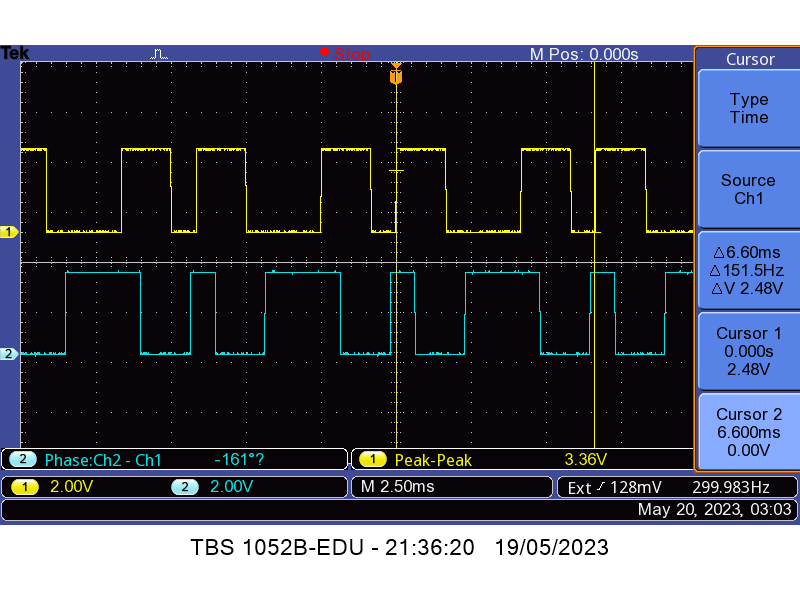 Tek
Stop
M Pos: 0.000s
Cursor
T
Type
Time
Source
Ch1
△6.60ms
△151.5Hz
△V 2.48V
Cursor 1
0.000s
2.48V
Cursor 2
6.600ms
0.00V
1
2
2 Phase:Ch2 - Ch1 -161°?
1 Peak-Peak 3.36V
1 2.00V
2 2.00V
M 2.50ms
Ext 128mV 299.983Hz
May 20, 2023, 03:03
TBS 1052B-EDU - 21:36:20 19/05/2023